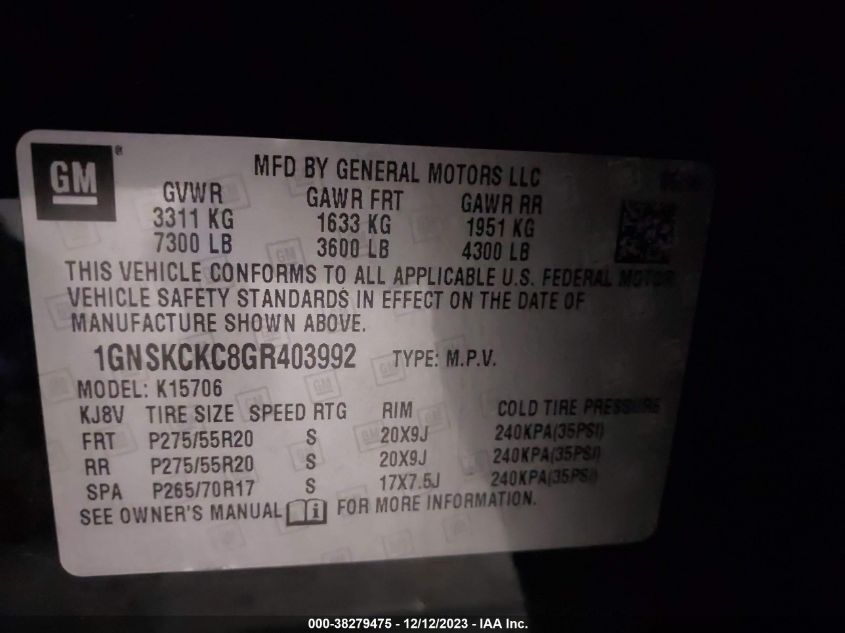 GM®
MFD BY GENERAL MOTORS LLC
GVWR GAWR FRT GAWR RR
3311 KG 1633 KG 1951 KG
7300 LB 3600 LB 4300 LB
THIS VEHICLE CONFORMS TO ALL APPLICABLE U.S. FEDERAL MOTOR
VEHICLE SAFETY STANDARDS IN EFFECT ON THE DATE OF
MANUFACTURE SHOWN ABOVE.
1GNSKCKC8GR403992 TYPE: M.P.V.
MODEL: K15706
KJ8V TIRE SIZE SPEED RTG RIM COLD TIRE PRESSURE
FRT P275/55R20 S 20X9J 240KPA(35PSI)
RR P275/55R20 S 20X9J 240KPA(35PSI)
SPA P265/70R17 S 17X7.5J 240KPA(35PSI)
SEE OWNER'S MANUAL i FOR MORE INFORMATION.
000-38279475 - 12/12/2023 - IAA Inc.